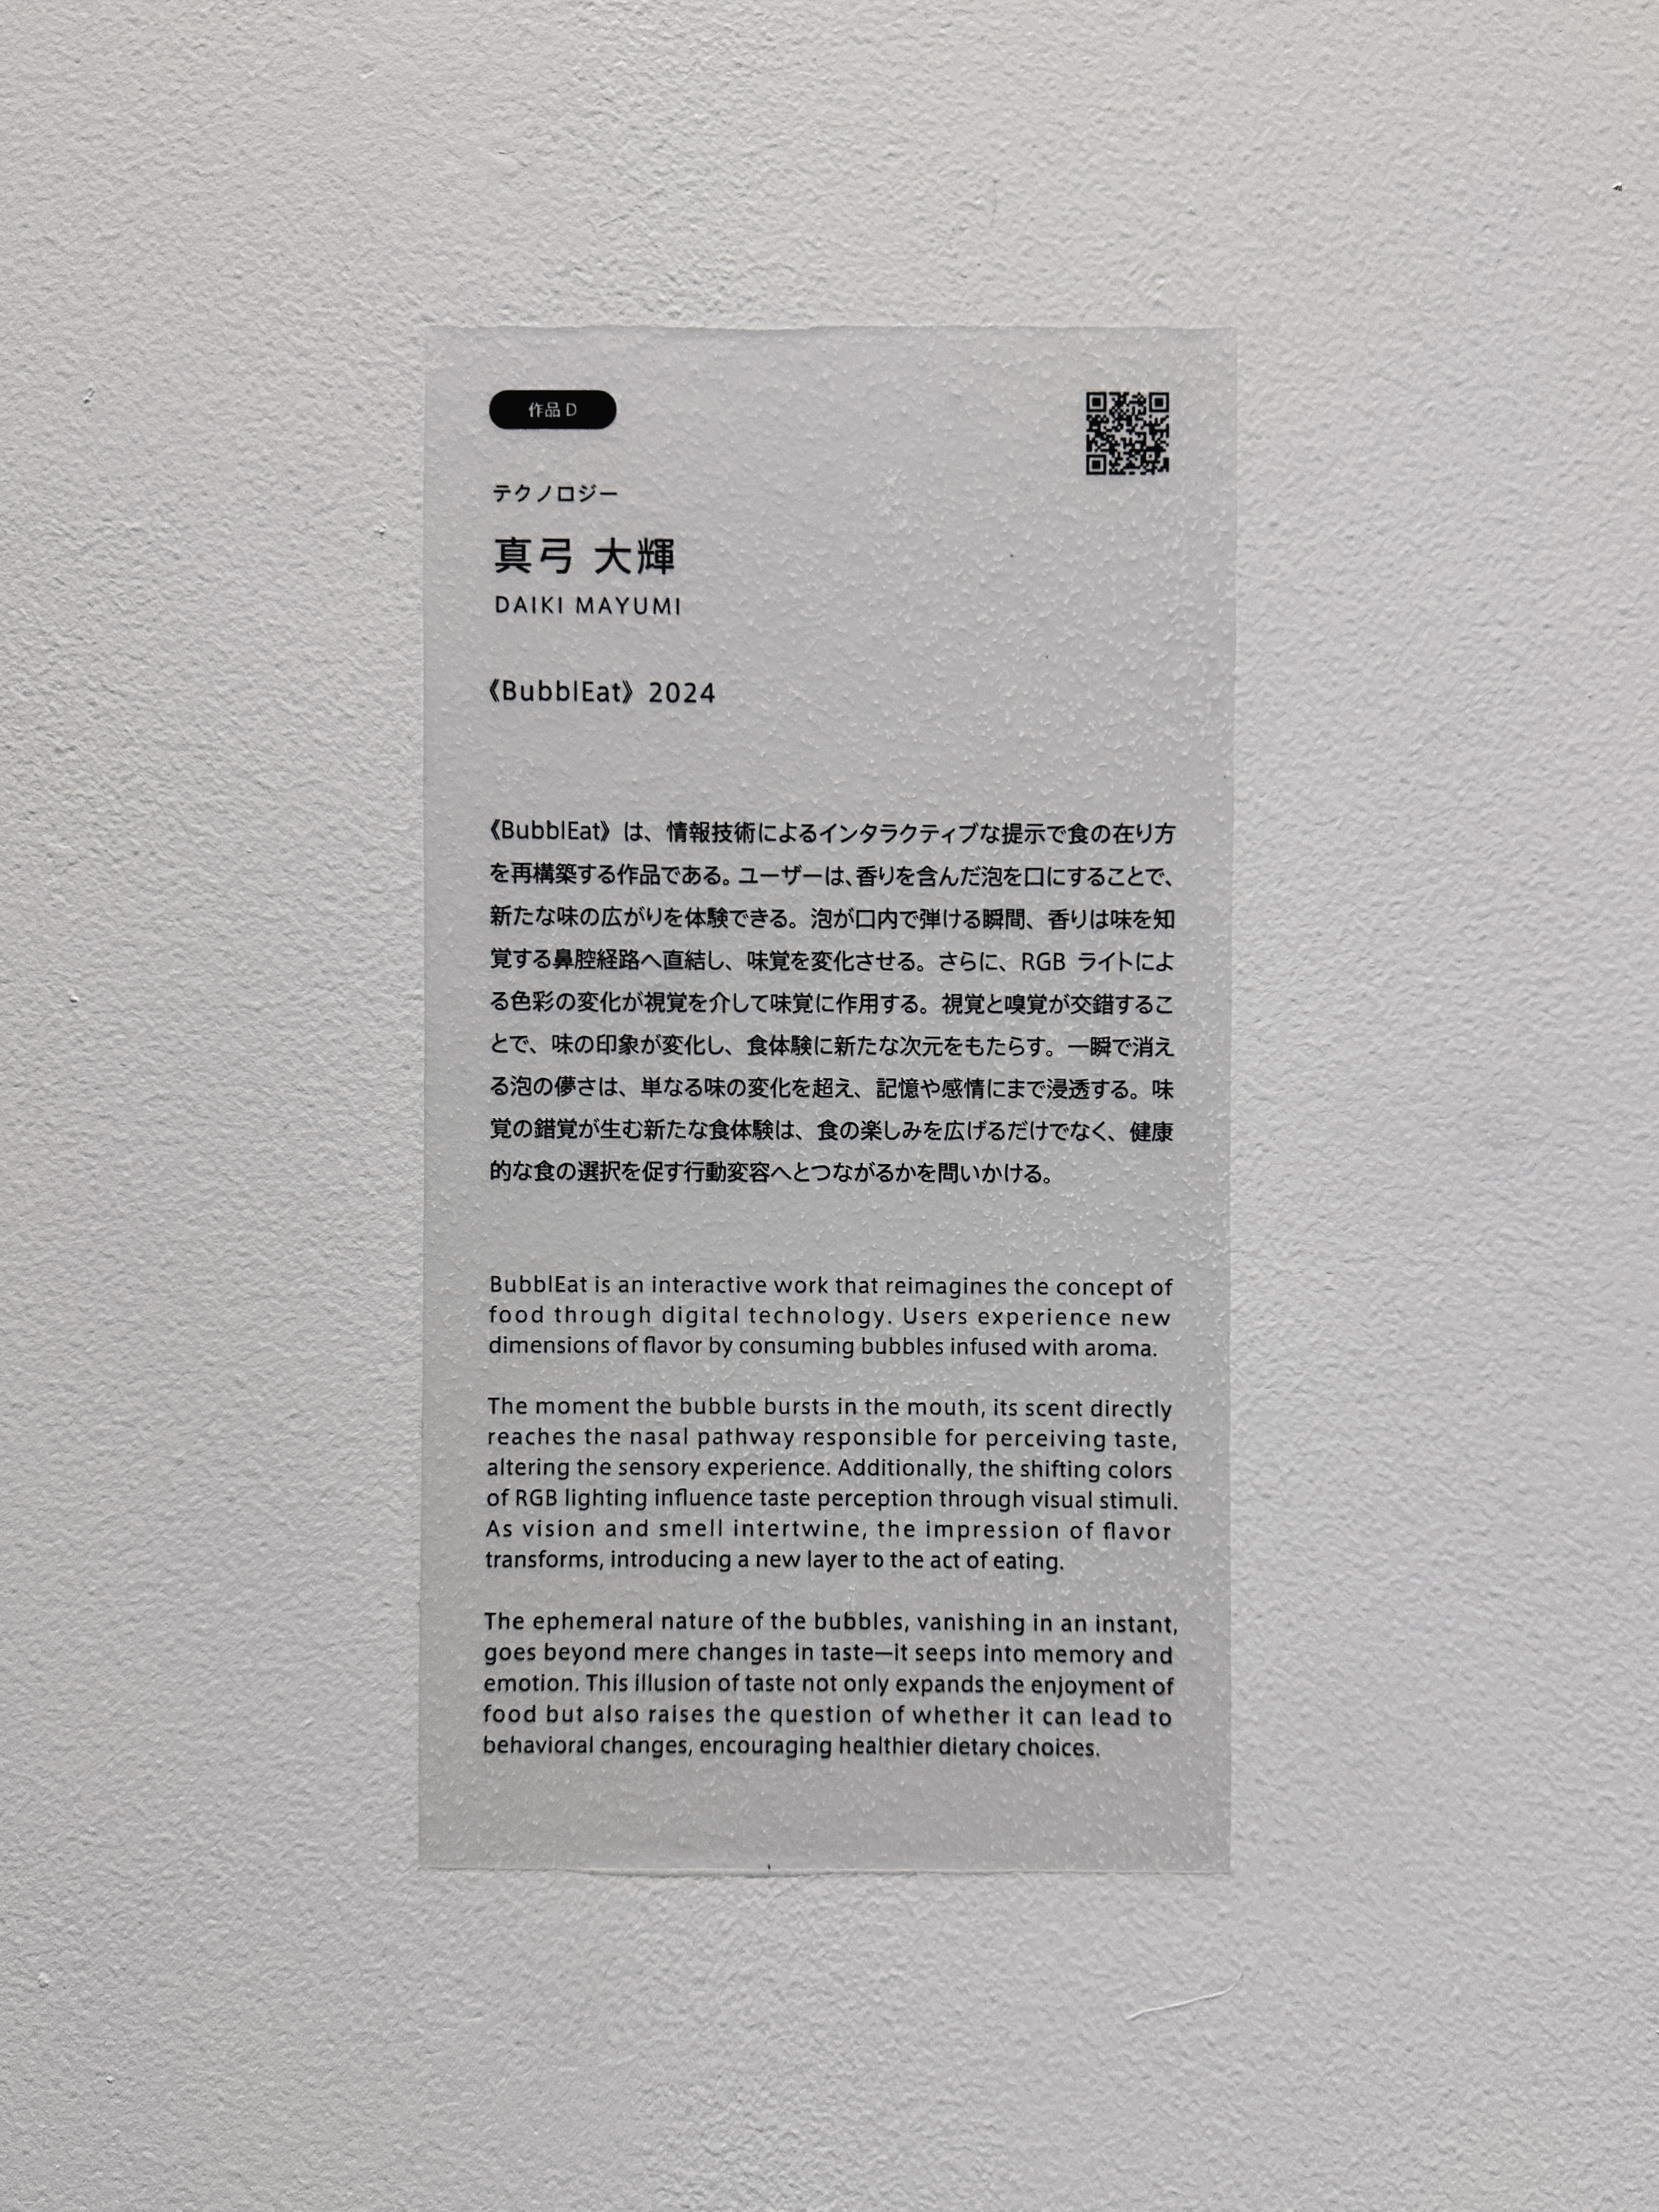 作品 D
テクノロジー
真弓 大輝
DAIKI MAYUMI
《BubblEat》2024
《BubblEat》は、情報技術によるインタラクティブな提示で食の在り方
を再構築する作品である。ユーザーは、香りを含んだ泡を口にすることで、
新たな味の広がりを体験できる。泡が口内で弾ける瞬間、香りは味を知
覚する鼻腔経路へ直結し、味覚を変化させる。さらに、RGB ライトによ
る色彩の変化が視覚を介して味覚に作用する。視覚と嗅覚が交錯するこ
とで、味の印象が変化し、食体験に新たな次元をもたらす。一瞬で消え
る泡の儚さは、単なる味の変化を超え、記憶や感情にまで浸透する。味
覚の錯覚が生む新たな食体験は、食の楽しみを広げるだけでなく、健康
的な食の選択を促す行動変容へとつながるかを問いかける。
BubblEat is an interactive work that reimagines the concept of
food through digital technology. Users experience new
dimensions of flavor by consuming bubbles infused with aroma.
The moment the bubble bursts in the mouth, its scent directly
reaches the nasal pathway responsible for perceiving taste,
altering the sensory experience. Additionally, the shifting colors
of RGB lighting influence taste perception through visual stimuli.
As vision and smell intertwine, the impression of flavor
transforms, introducing a new layer to the act of eating.
The ephemeral nature of the bubbles, vanishing in an instant,
goes beyond mere changes in taste—it seeps into memory and
emotion. This illusion of taste not only expands the enjoyment of
food but also raises the question of whether it can lead to
behavioral changes, encouraging healthier dietary choices.